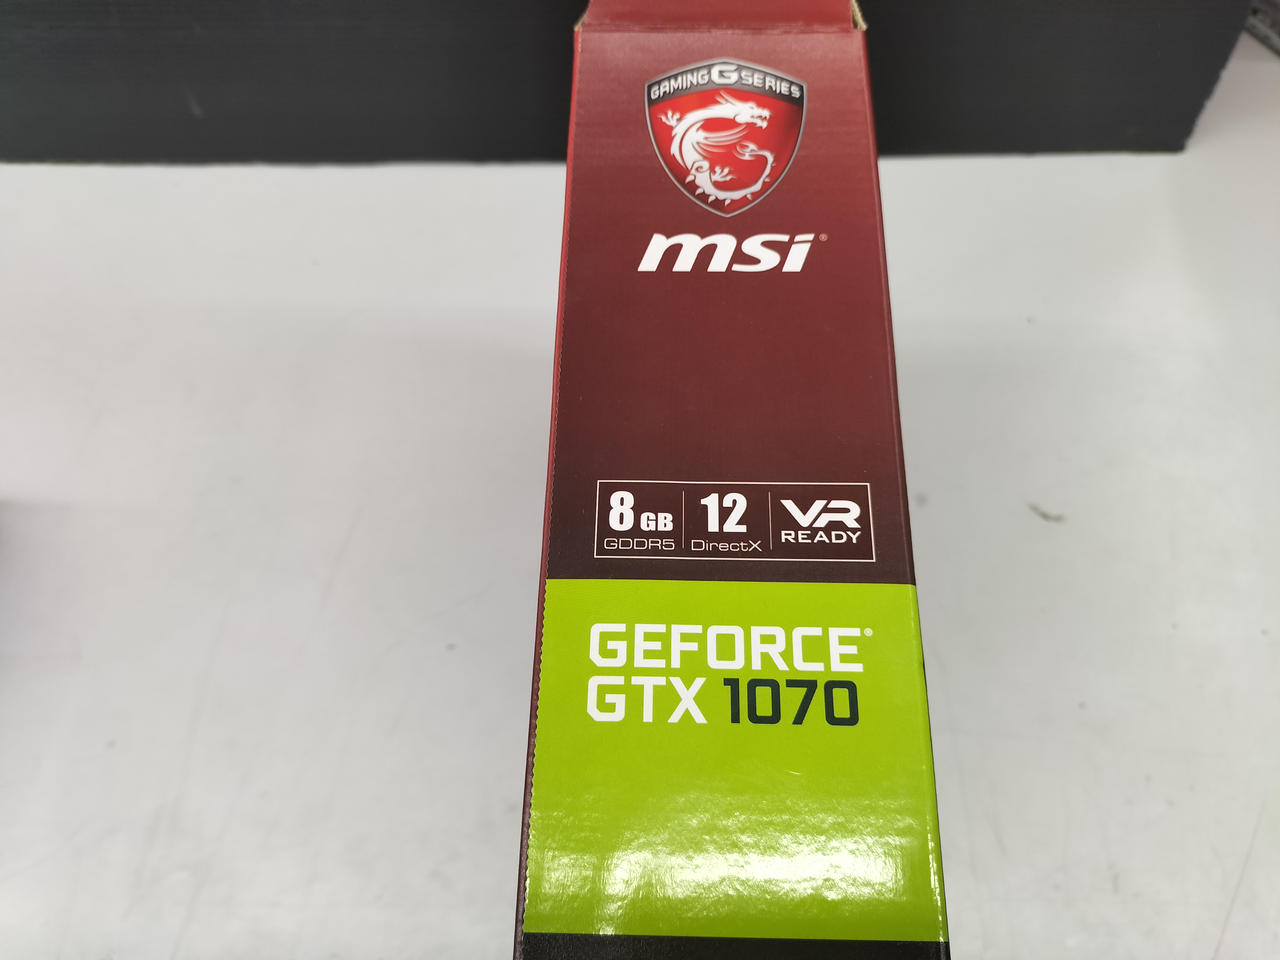 GAMING G SERIES
msi®
8 GB
GDDR5
12
DirectX
VR
READY
GEFORCE®
GTX 1070